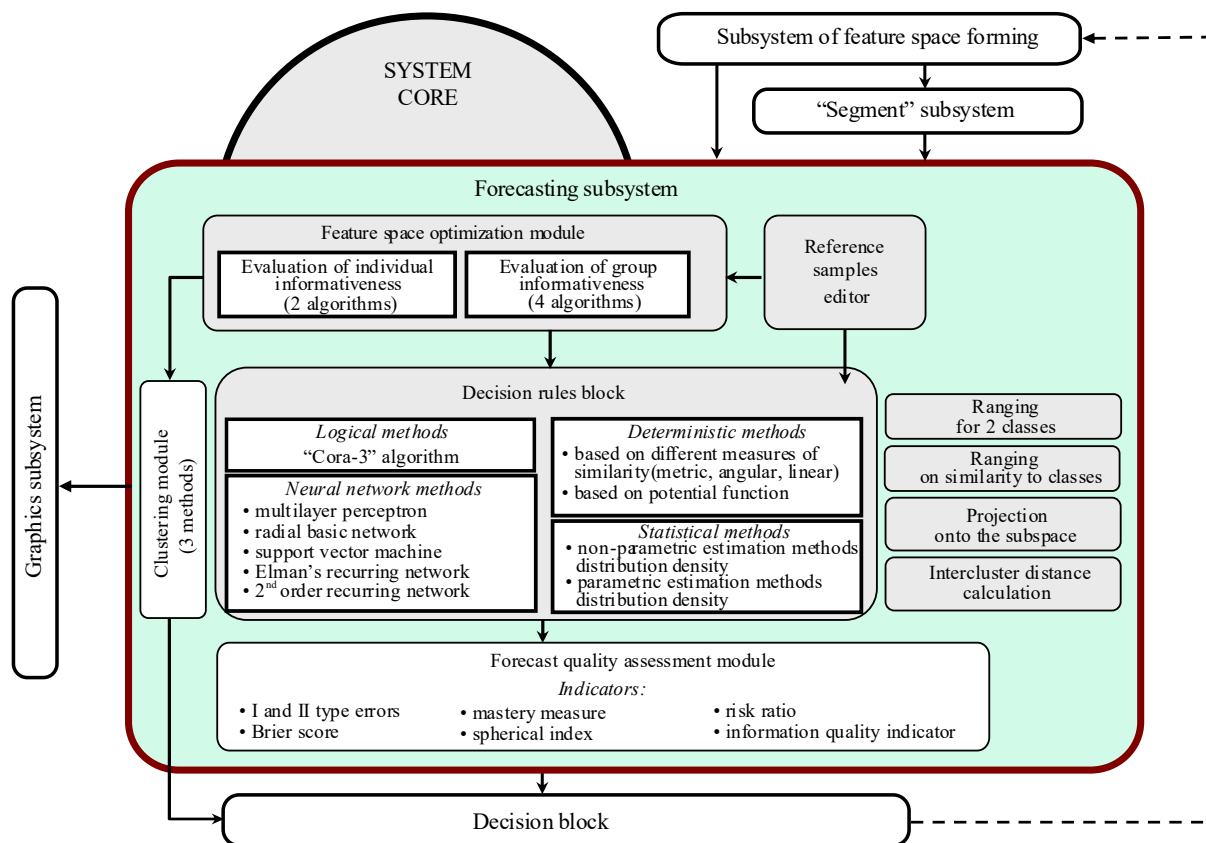 SYSTEM
CORE
Subsystem of feature space forming
“Segment” subsystem
Forecasting subsystem
Feature space optimization module
Evaluation of individual
informativeness
(2 algorithms)
Evaluation of group
informativeness
(4 algorithms)
Reference
samples
editor
Graphics subsystem
Clustering module
(3 methods)
Decision rules block
Logical methods
“Cora-3” algorithm
Neural network methods
• multilayer perceptron
• radial basic network
• support vector machine
• Elman’s recurring network
• 2nd order recurring network
Deterministic methods
• based on different measures of
similarity(metric, angular, linear)
• based on potential function
Statistical methods
• non-parametric estimation methods
distribution density
• parametric estimation methods
distribution density
Ranging
for 2 classes
Ranging
on similarity to classes
Projection
onto the subspace
Intercluster distance
calculation
Forecast quality assessment module
Indicators:
• I and II type errors
• Brier score
• mastery measure
• spherical index
• risk ratio
• information quality indicator
Decision block